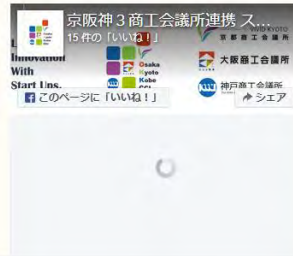 京阪神３商工会議所連携 ス...
15 件の「いいね！」
Innovation
With
Start Ups.
Osaka
Kyoto
Kobe
CCI
京都商工会議所
大阪商工会議所
神戸商工会議所
このページに「いいね！」
シェア